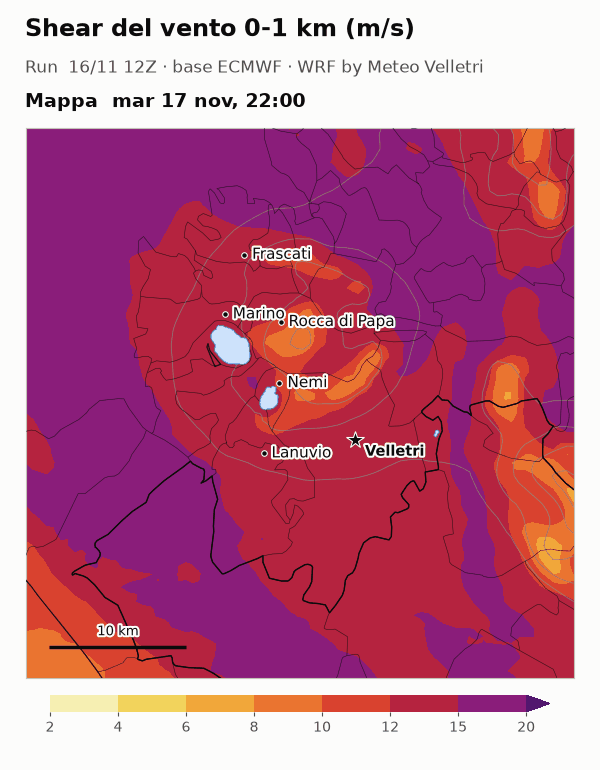 Shear del vento 0-1 km (m/s)
Run  16/11 12Z · base ECMWF · WRF by Meteo Velletri
Mappa  mar 17 nov, 22:00
Frascati
Marino
Rocca di Papa
Nemi
Velletri
Lanuvio
10 km
2 4 6 8 10 12 15 20